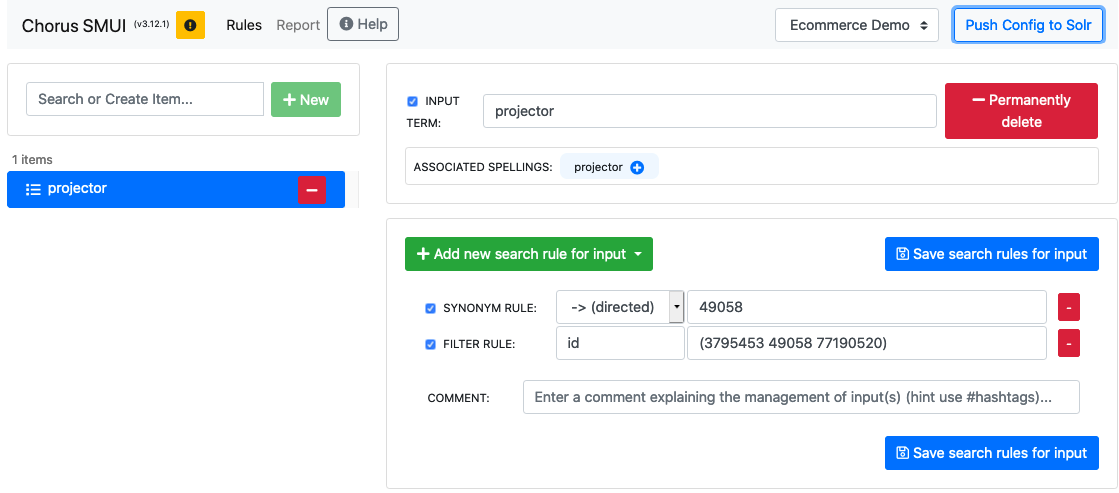 Chorus SMUI (v3.12.1) Rules Report Help Ecommerce Demo Push Config to Solr
Search or Create Item... New
1 items
projector
INPUT TERM: projector Permanently delete
ASSOCIATED SPELLINGS: projector
Add new search rule for input Save search rules for input
SYNONYM RULE: -> (directed) 49058 -
FILTER RULE: id (3795453 49058 77190520) -
COMMENT: Enter a comment explaining the management of input(s) (hint use #hashtags)...
Save search rules for input